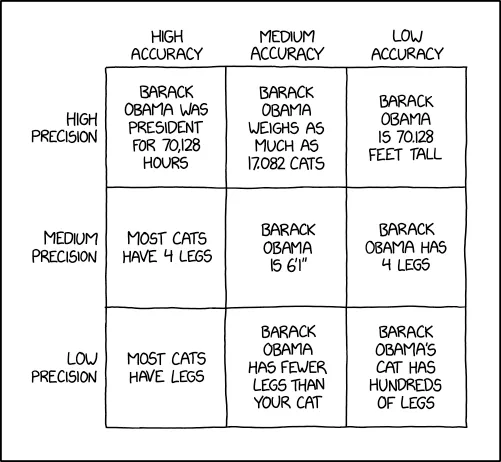 HIGH ACCURACY
MEDIUM ACCURACY
LOW ACCURACY
HIGH PRECISION
BARACK OBAMA WAS PRESIDENT FOR 70,128 HOURS
BARACK OBAMA WEIGHS AS MUCH AS 17.082 CATS
BARACK OBAMA IS 70.128 FEET TALL
MEDIUM PRECISION
MOST CATS HAVE 4 LEGS
BARACK OBAMA IS 6'1"
BARACK OBAMA HAS 4 LEGS
LOW PRECISION
MOST CATS HAVE LEGS
BARACK OBAMA HAS FEWER LEGS THAN YOUR CAT
BARACK OBAMA'S CAT HAS HUNDREDS OF LEGS